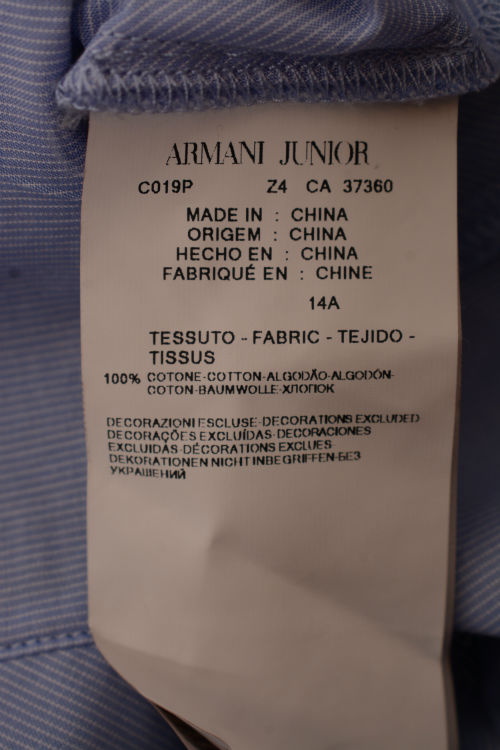 ARMANI JUNIOR
C019P Z4 CA 37360
MADE IN : CHINA
ORIGEM : CHINA
HECHO EN : CHINA
FABRIQUÉ EN : CHINE
14A
TESSUTO - FABRIC - TEJIDO -
TISSUS
100% COTONE-COTTON-ALGODÃO-ALGODÓN-
COTON-BAUMWOLLE-ХЛОПОК
DECORAZIONI ESCLUSE-DECORATIONS EXCLUDED
DECORAÇÕES EXCLUÍDAS-DECORACIONES
EXCLUIDAS-DÉCORATIONS EXCLUES-
DEKORATIONEN NICHT INBEGRIFFEN-БЕЗ
УКРАШЕНИЙ